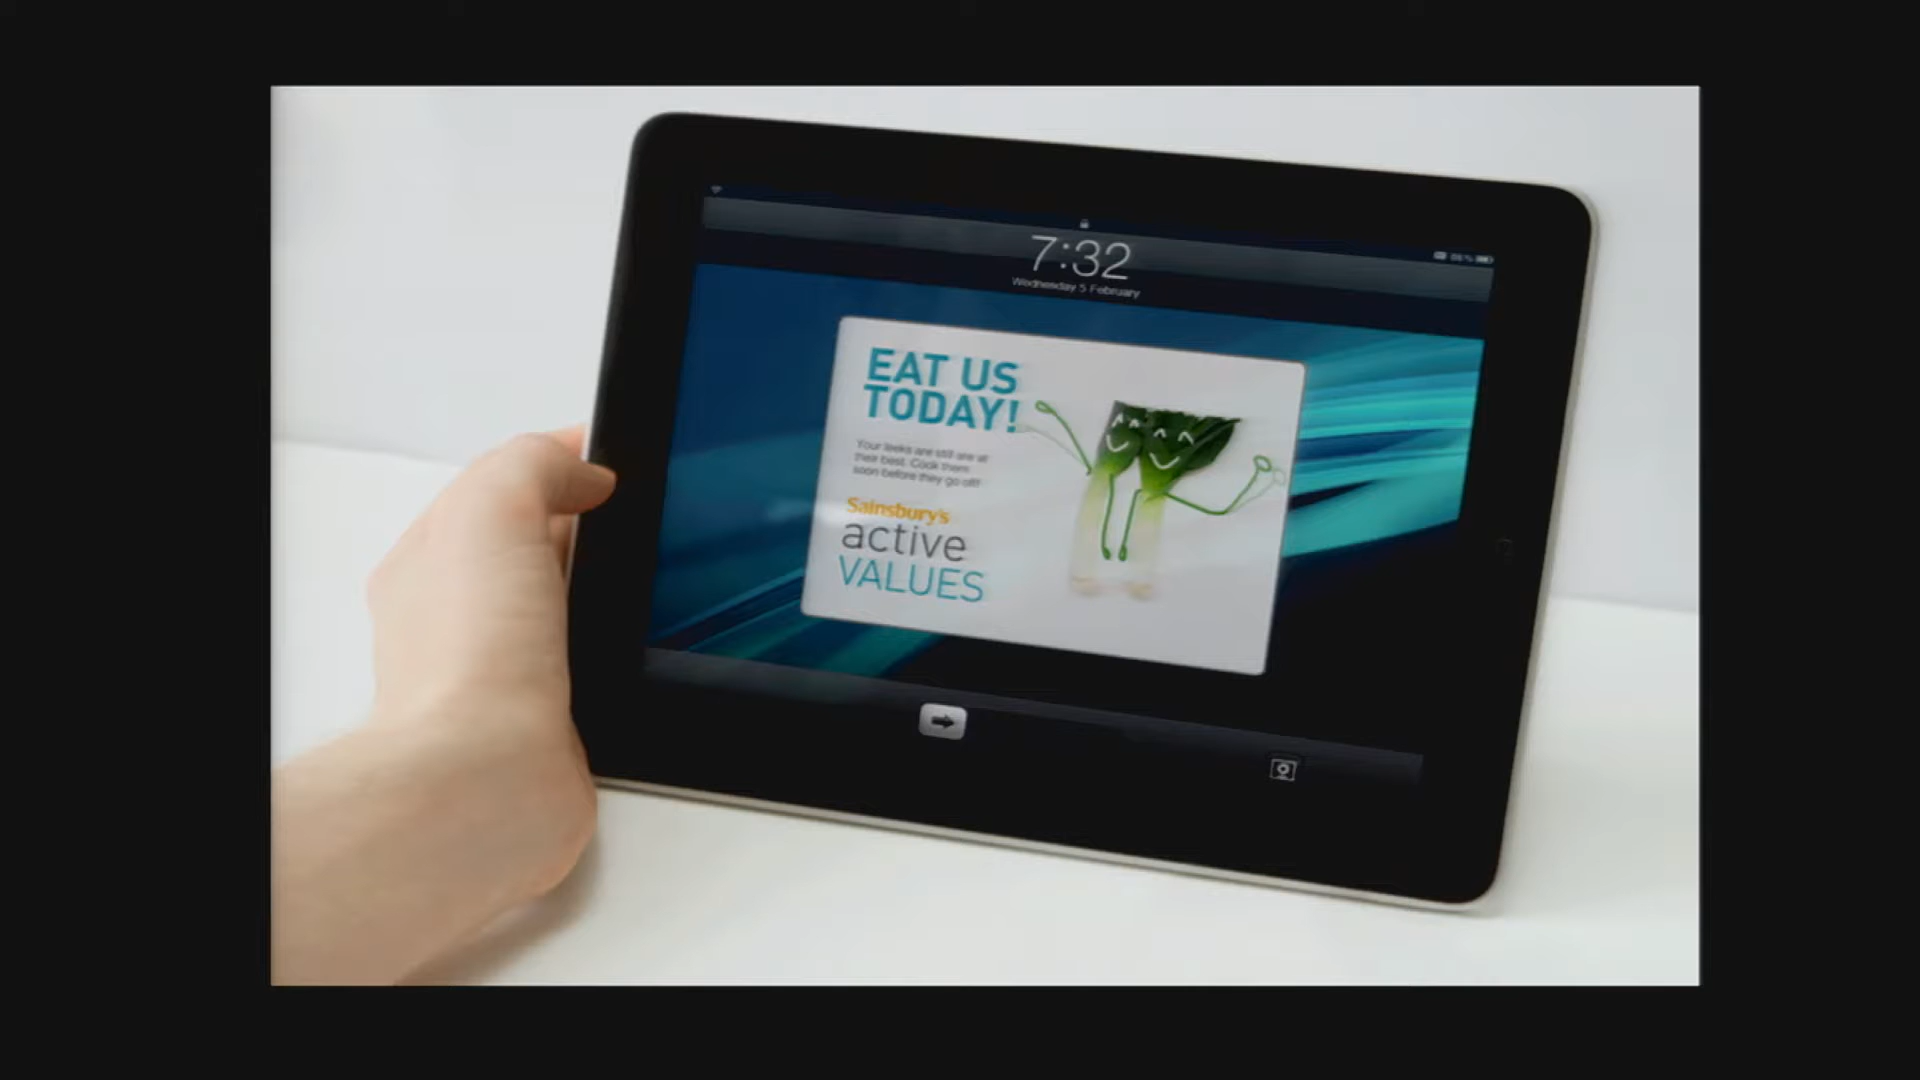 7:32
Wednesday 5 February
EAT US
TODAY!
Your leeks are still are at
their best. Cook them
soon before they go off!
Sainsbury's
active
VALUES